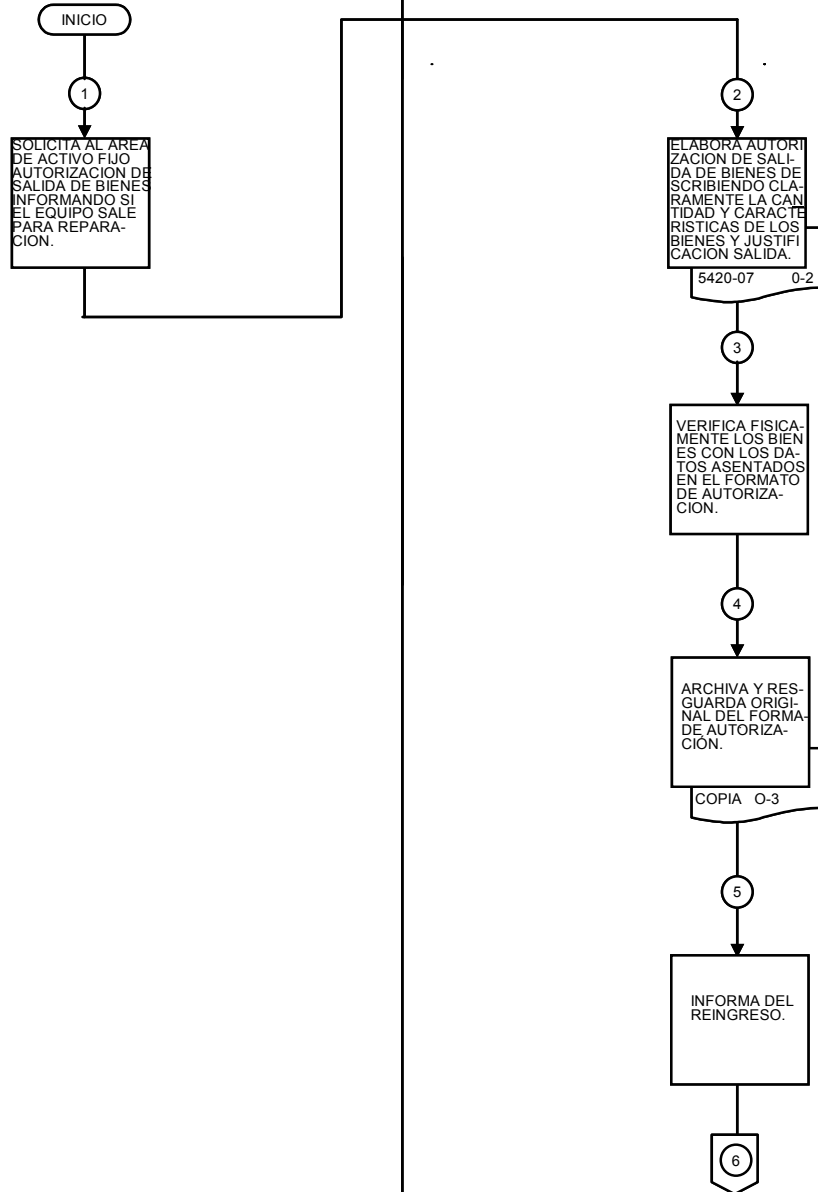 INICIO
1
SOLICITA AL AREA
DE ACTIVO FIJO
AUTORIZACION DE
SALIDA DE BIENES
INFORMANDO SI
EL EQUIPO SALE
PARA REPARA-
CION.
2
ELABORA AUTORI
ZACION DE SALI-
DA DE BIENES DE
SCRIBIENDO CLA-
RAMENTE LA CAN
TIDAD Y CARACTE
RISTICAS DE LOS
BIENES Y JUSTIFI
CACION SALIDA.
5420-07 0-2
3
VERIFICA FISICA-
MENTE LOS BIEN
ES CON LOS DA-
TOS ASENTADOS
EN EL FORMATO
DE AUTORIZA-
CION.
4
ARCHIVA Y RES-
GUARDA ORIGI-
NAL DEL FORMA-
DE AUTORIZA-
CIÓN.
COPIA O-3
5
INFORMA DEL
REINGRESO.
6